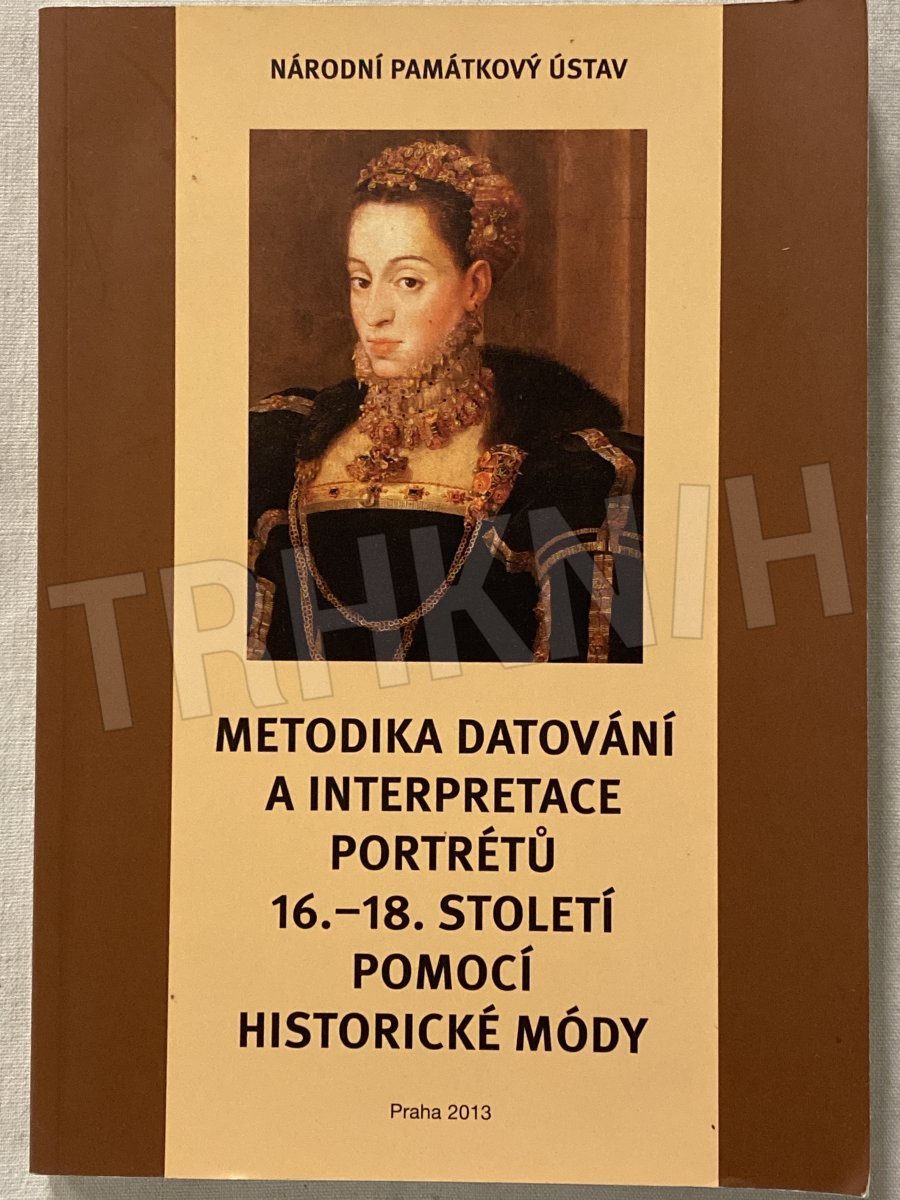 NÁRODNÍ PAMÁTKOVÝ ÚSTAV
TRHKNIH
METODIKA DATOVÁNÍ
A INTERPRETACE
PORTRÉTŮ
16.–18. STOLETÍ
POMOCÍ
HISTORICKÉ MÓDY
Praha 2013